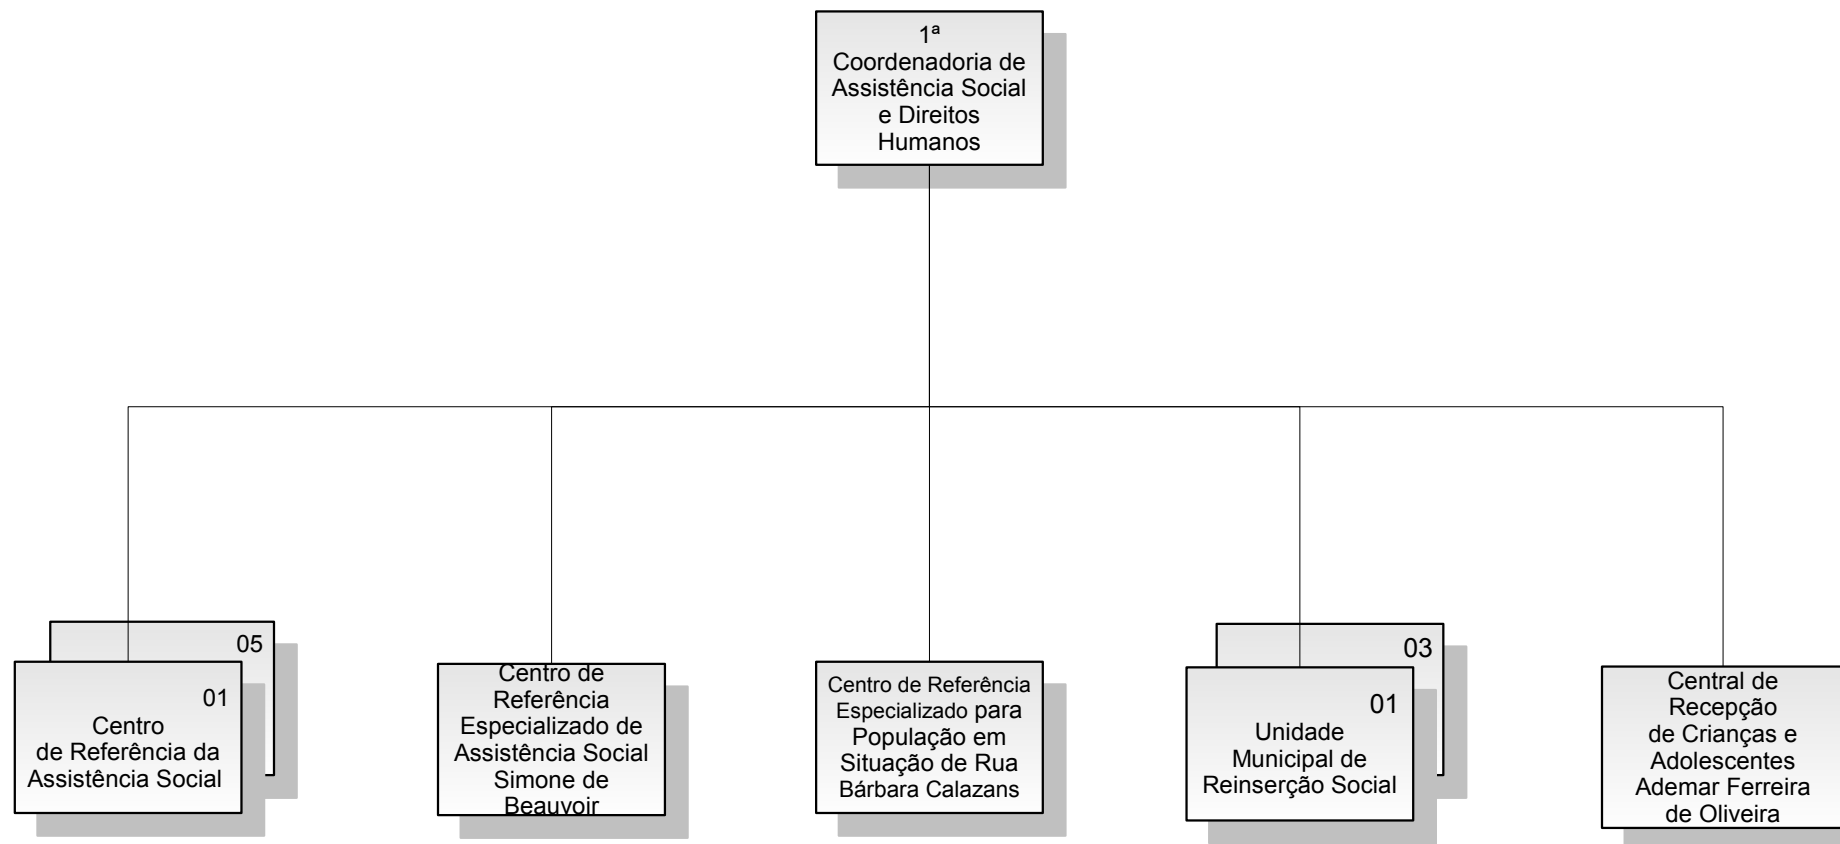 1ª
Coordenadoria de
Assistência Social
e Direitos
Humanos
05
01
Centro
de Referência da
Assistência Social
Centro de
Referência
Especializado de
Assistência Social
Simone de
Beauvoir
Centro de Referência
Especializado para
População em
Situação de Rua
Bárbara Calazans
03
01
Unidade
Municipal de
Reinserção Social
Central de
Recepção
de Crianças e
Adolescentes
Ademar Ferreira
de Oliveira